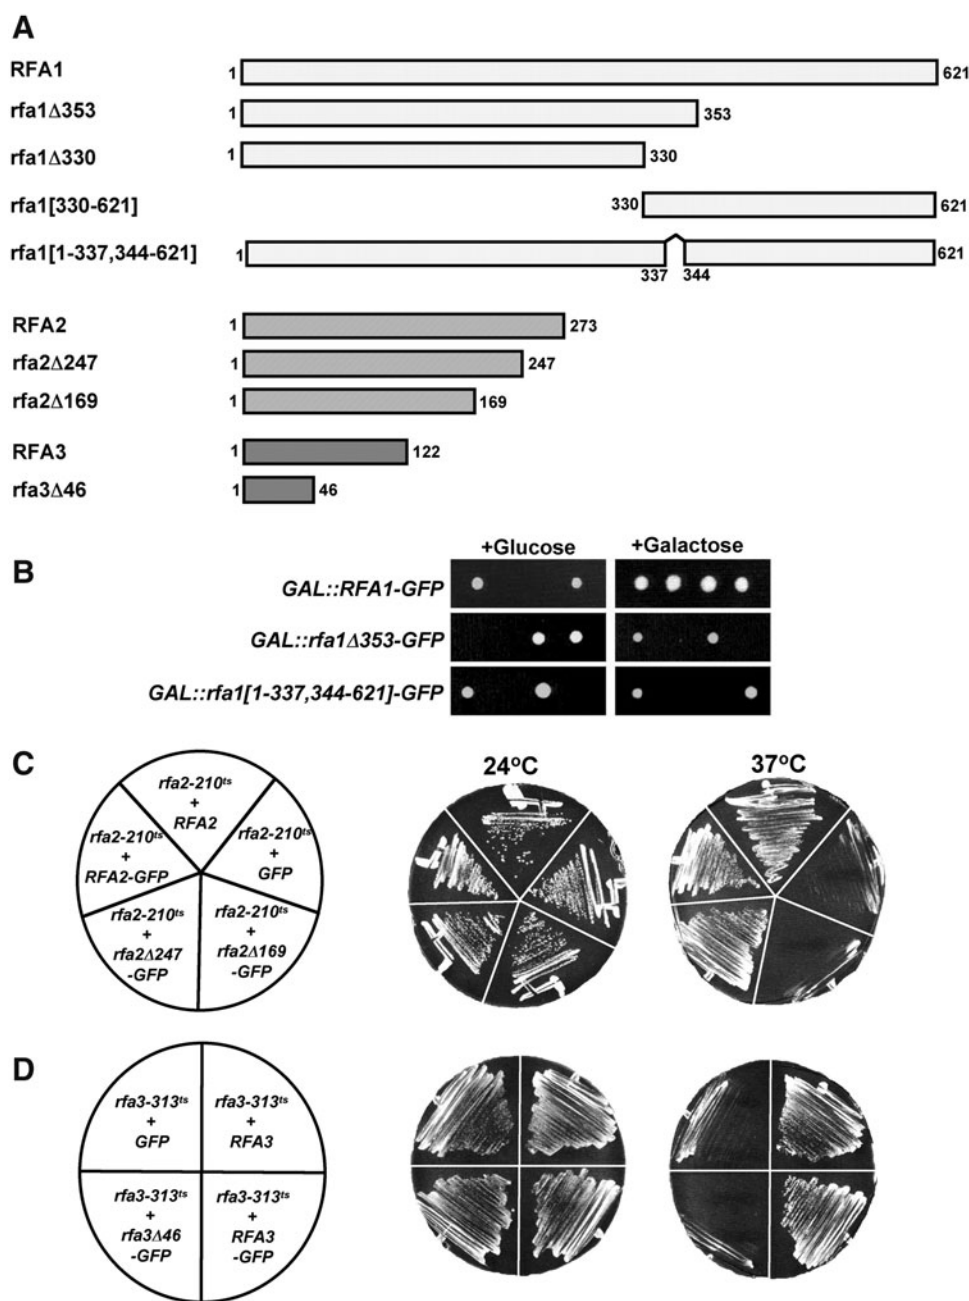 A
RFA1 1 621
rfa1Δ353 1 353
rfa1Δ330 1 330
rfa1[330-621] 330 621
rfa1[1-337,344-621] 1 621
337 344
RFA2 1 273
rfa2Δ247 1 247
rfa2Δ169 1 169
RFA3 1 122
rfa3Δ46 1 46
B
+Glucose +Galactose
GAL::RFA1-GFP
GAL::rfa1Δ353-GFP
GAL::rfa1[1-337,344-621]-GFP
C
24°C 37°C
rfa2-210ts
+
RFA2
rfa2-210ts
+
GFP
rfa2-210ts
+
rfa2Δ169
-GFP
rfa2-210ts
+
rfa2Δ247
-GFP
rfa2-210ts
+
RFA2-GFP
D
rfa3-313ts
+
GFP
rfa3-313ts
+
RFA3
rfa3-313ts
+
rfa3Δ46
-GFP
rfa3-313ts
+
RFA3
-GFP